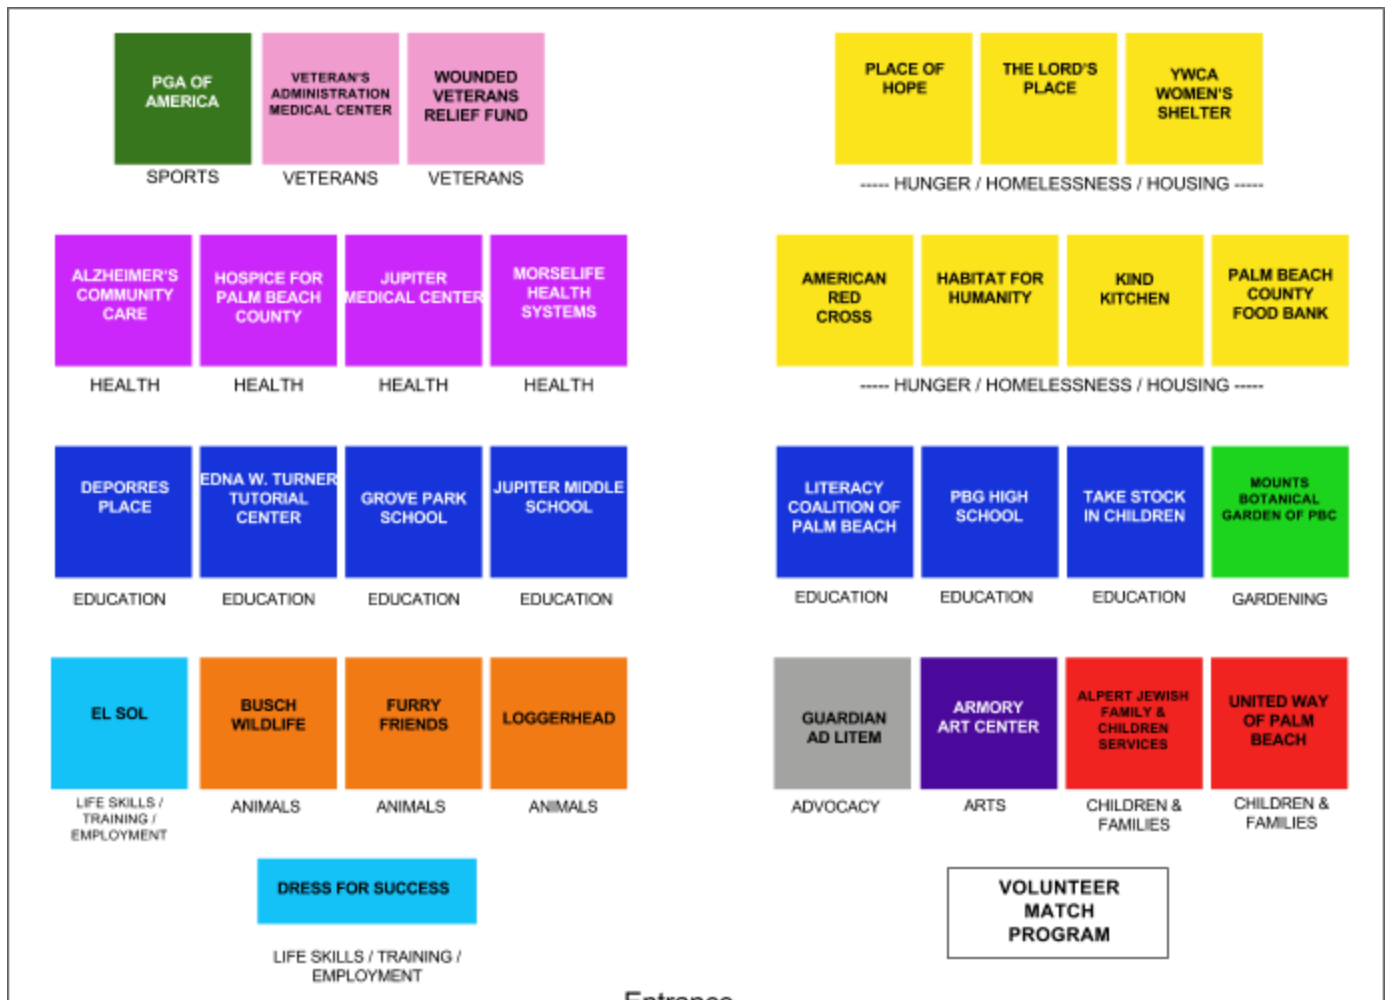 PGA OF
AMERICA
SPORTS
VETERAN'S
ADMINISTRATION
MEDICAL CENTER
VETERANS
WOUNDED
VETERANS
RELIEF FUND
VETERANS
PLACE OF
HOPE
THE LORD'S
PLACE
YWCA
WOMEN'S
SHELTER
----- HUNGER / HOMELESSNESS / HOUSING -----
ALZHEIMER'S
COMMUNITY
CARE
HEALTH
HOSPICE FOR
PALM BEACH
COUNTY
HEALTH
JUPITER
MEDICAL CENTER
HEALTH
MORSELIFE
HEALTH
SYSTEMS
HEALTH
AMERICAN
RED
CROSS
HABITAT FOR
HUMANITY
KIND
KITCHEN
PALM BEACH
COUNTY
FOOD BANK
----- HUNGER / HOMELESSNESS / HOUSING -----
DEPORRES
PLACE
EDUCATION
EDNA W. TURNER
TUTORIAL
CENTER
EDUCATION
GROVE PARK
SCHOOL
EDUCATION
JUPITER MIDDLE
SCHOOL
EDUCATION
LITERACY
COALITION OF
PALM BEACH
EDUCATION
PBG HIGH
SCHOOL
EDUCATION
TAKE STOCK
IN CHILDREN
EDUCATION
MOUNTS
BOTANICAL
GARDEN OF PBC
GARDENING
EL SOL
LIFE SKILLS /
TRAINING /
EMPLOYMENT
BUSCH
WILDLIFE
ANIMALS
FURRY
FRIENDS
ANIMALS
LOGGERHEAD
ANIMALS
GUARDIAN
AD LITEM
ADVOCACY
ARMORY
ART CENTER
ARTS
ALPERT JEWISH
FAMILY &
CHILDREN
SERVICES
CHILDREN &
FAMILIES
UNITED WAY
OF PALM
BEACH
CHILDREN &
FAMILIES
DRESS FOR SUCCESS
LIFE SKILLS / TRAINING /
EMPLOYMENT
VOLUNTEER
MATCH
PROGRAM
Entrance